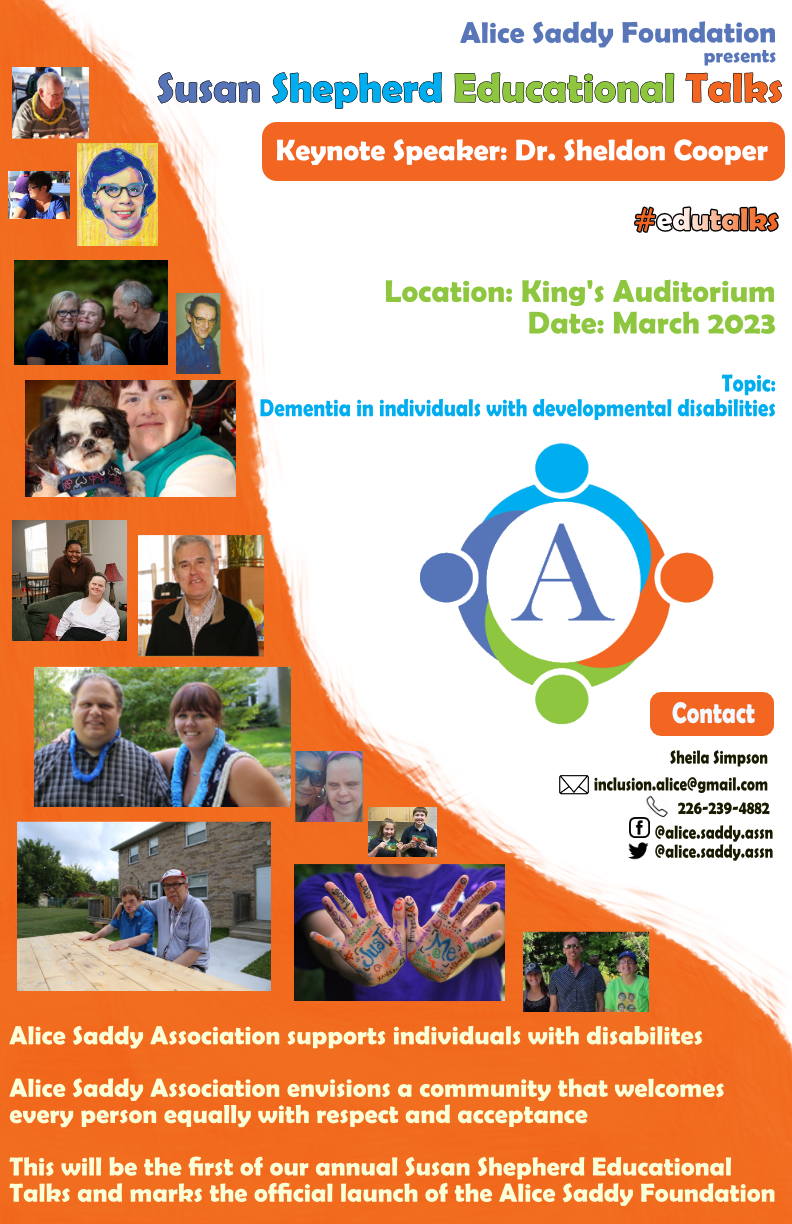 Alice Saddy Foundation
presents
Susan Shepherd Educational Talks
Keynote Speaker: Dr. Sheldon Cooper
#edutalks
Location: King's Auditorium
Date: March 2023
Topic:
Dementia in individuals with developmental disabilities
A
Contact
Sheila Simpson
inclusion.alice@gmail.com
226-239-4882
@alice.saddy.assn
@alice.saddy.assn
Just
Me
Alice Saddy Association supports individuals with disabilites
Alice Saddy Association envisions a community that welcomes
every person equally with respect and acceptance
This will be the first of our annual Susan Shepherd Educational
Talks and marks the official launch of the Alice Saddy Foundation